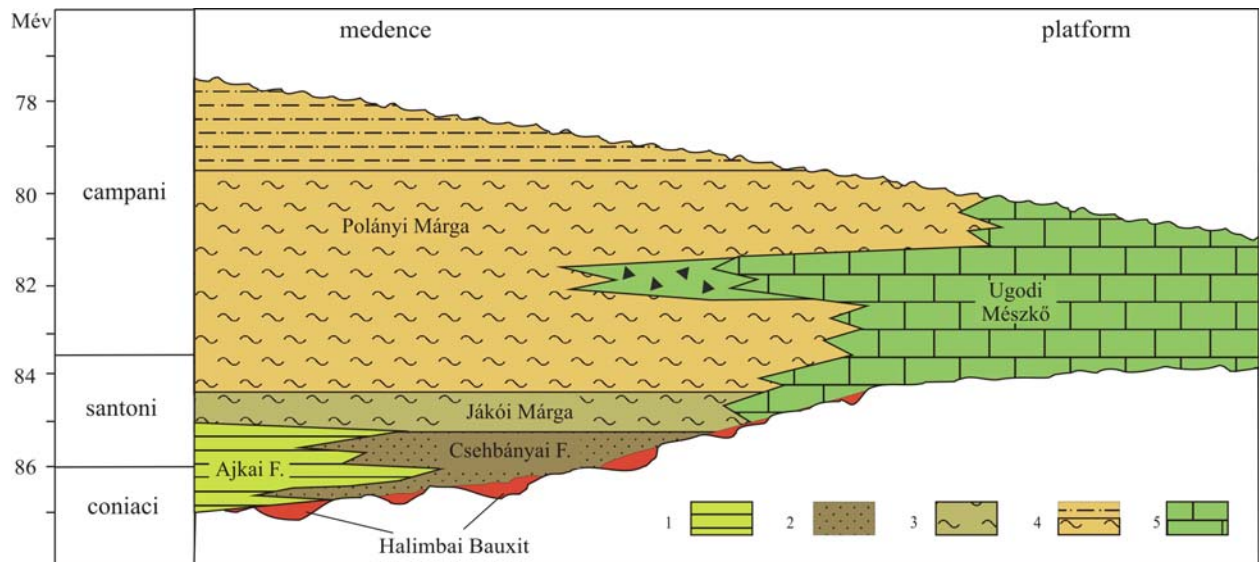 Mév
medence
platform
78
80
82
84
86
campani
santoni
coniaci
Polányi Márga
Ugodi
Mészkő
Jákói Márga
Csehbányai F.
Ajkai F.
Halimbai Bauxit
1
2
3
4
5